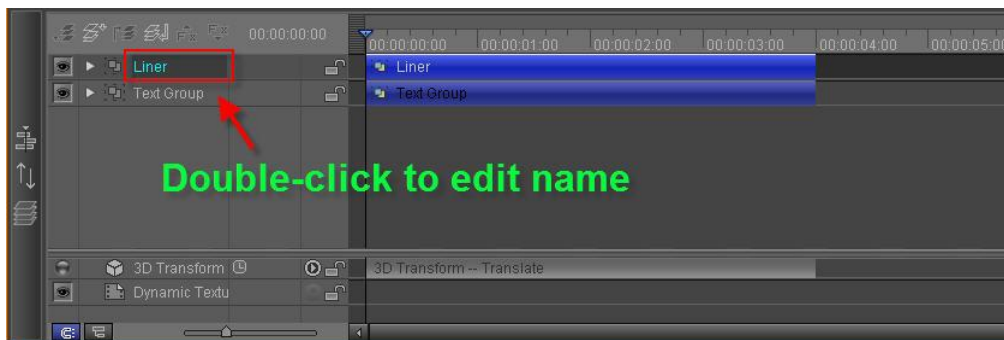 00:00:00:00
00:00:00:00 00:00:01:00 00:00:02:00 00:00:03:00 00:00:04:00 00:00:05:0
Liner Liner
Text Group Text Group
Double-click to edit name
3D Transform 3D Transform -- Translate
Dynamic Textu